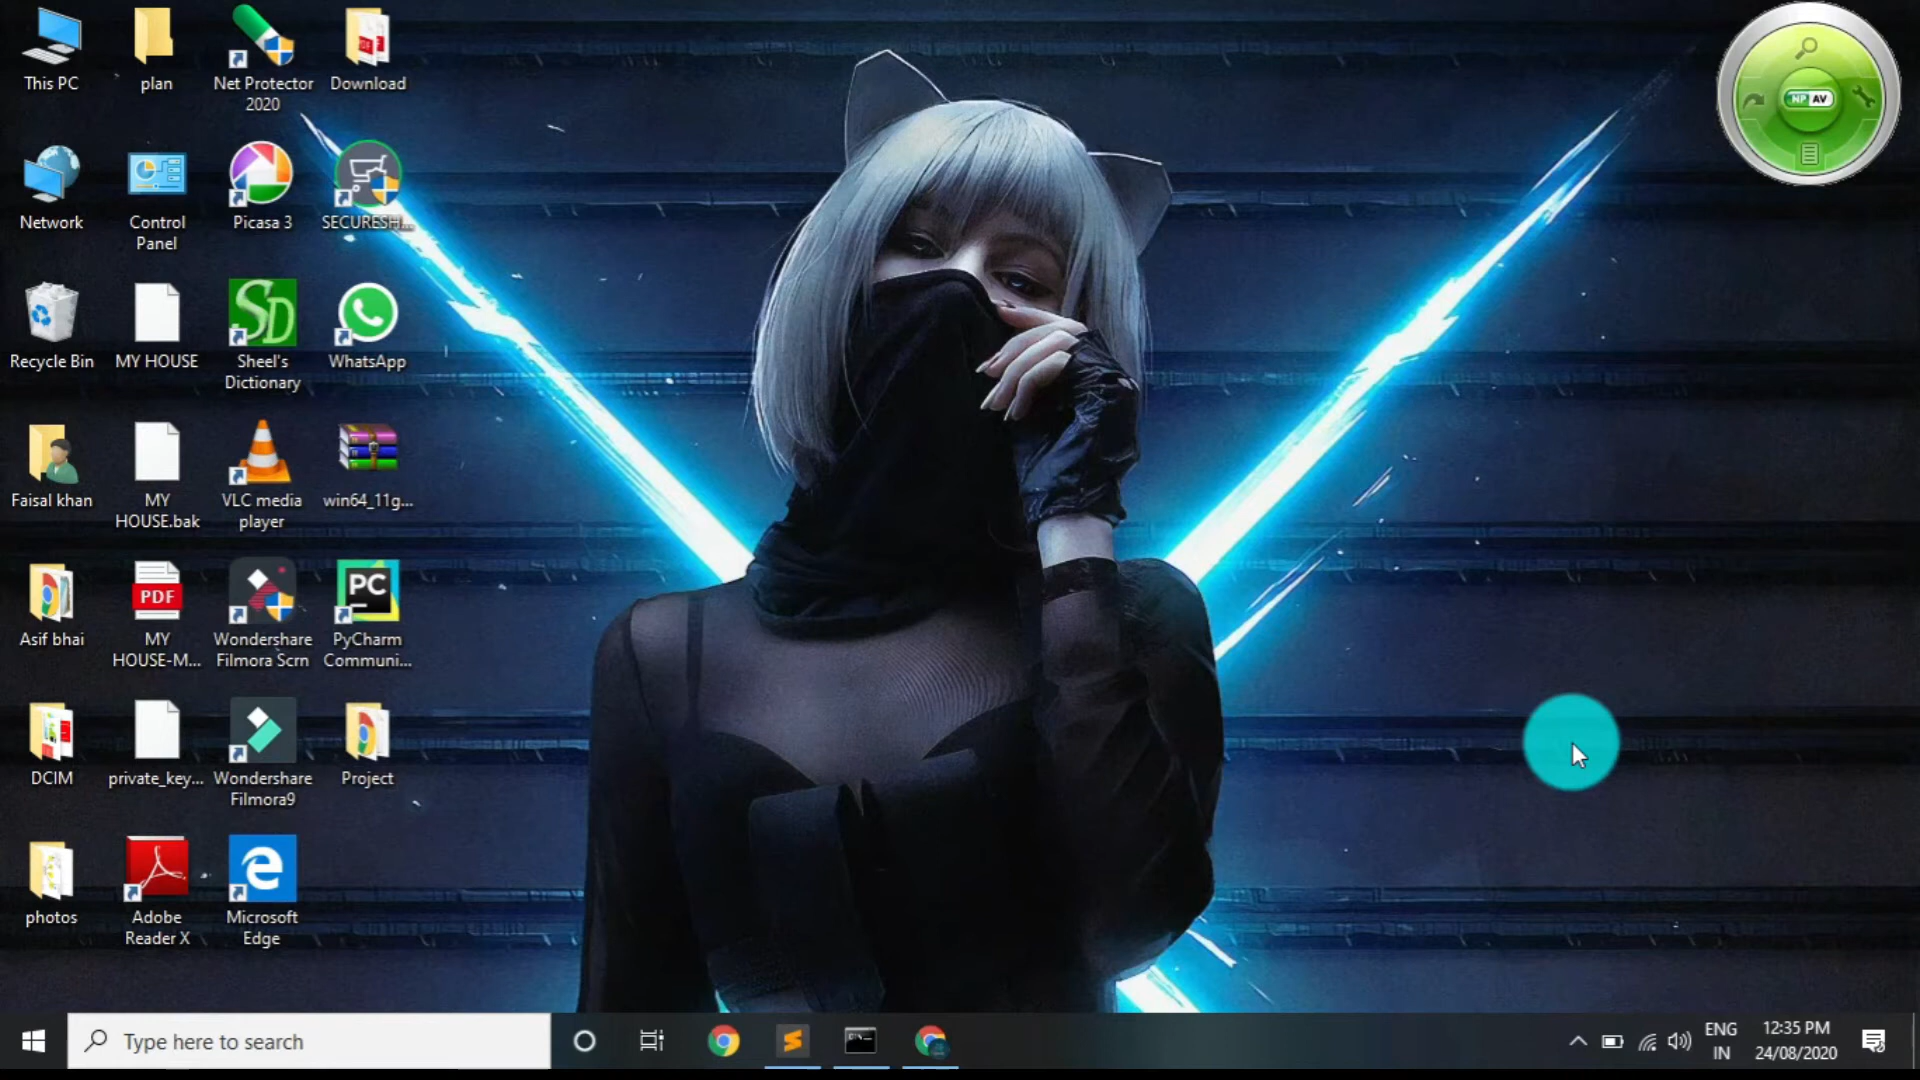 This PC
plan
Net Protector
2020
Download
Network
Control
Panel
Picasa 3
SECURESH...
Recycle Bin
MY HOUSE
Sheel's
Dictionary
WhatsApp
Faisal khan
MY
HOUSE.bak
VLC media
player
win64_11g...
Asif bhai
PDF
MY
HOUSE-M...
Wondershare
Filmora Scrn
PC
PyCharm
Communi...
DCIM
private_key...
Wondershare
Filmora9
Project
photos
Adobe
Reader X
Microsoft
Edge
NP AV
Type here to search
ENG
IN
12:35 PM
24/08/2020